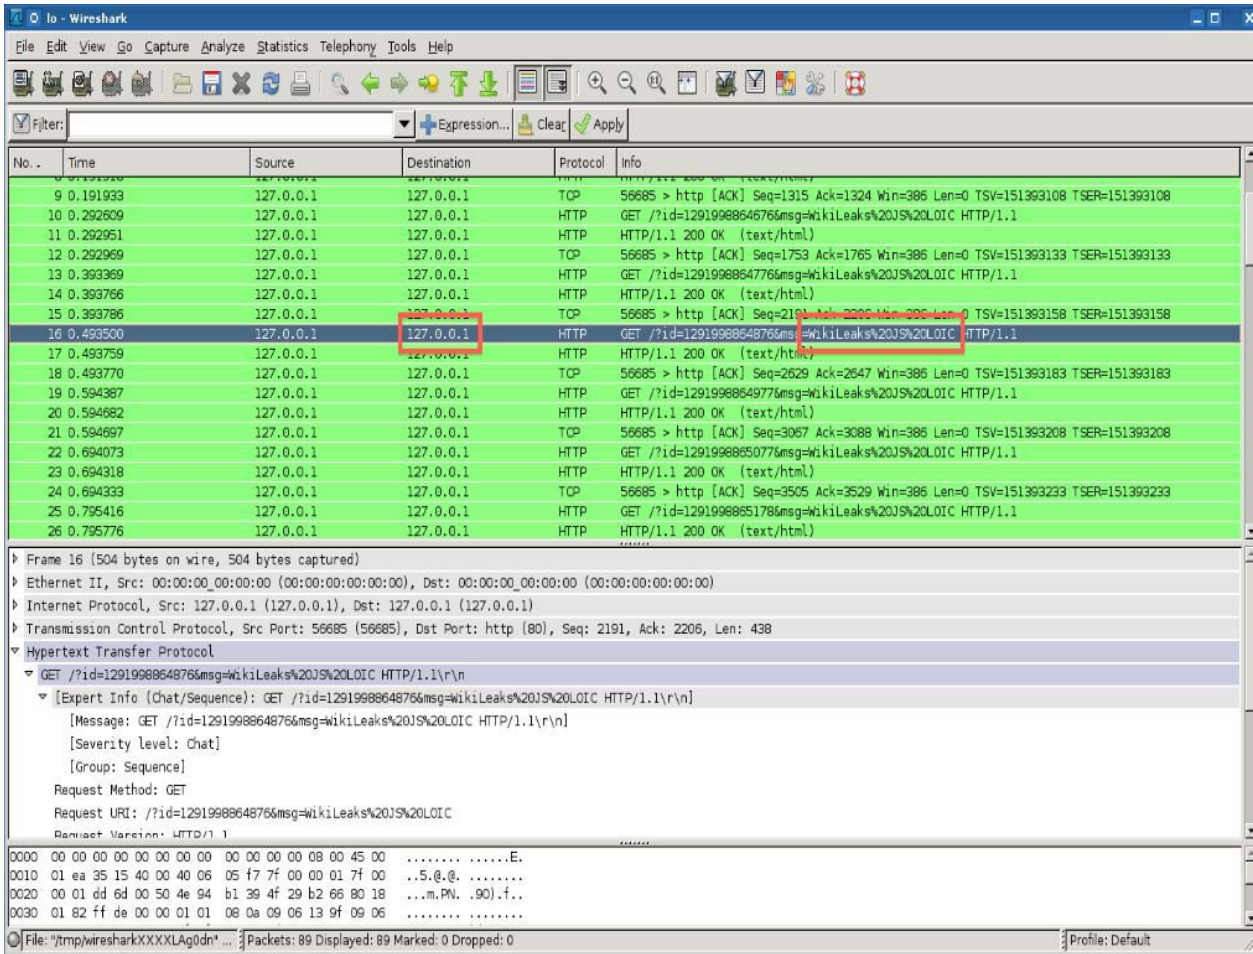 lo - Wireshark
File Edit View Go Capture Analyze Statistics Telephony Tools Help
Filter: Expression... Clear Apply
No. . Time Source Destination Protocol Info
9 0.191933 127.0.0.1 127.0.0.1 TCP 56685 > http [ACK] Seq=1315 Ack=1324 Win=386 Len=0 TSV=151393108 TSER=151393108
10 0.292609 127.0.0.1 127.0.0.1 HTTP GET /?id=1291998864676&msg=WikiLeaks%20JS%20LOIC HTTP/1.1
11 0.292951 127.0.0.1 127.0.0.1 HTTP HTTP/1.1 200 OK (text/html)
12 0.292969 127.0.0.1 127.0.0.1 TCP 56685 > http [ACK] Seq=1753 Ack=1765 Win=386 Len=0 TSV=151393133 TSER=151393133
13 0.393369 127.0.0.1 127.0.0.1 HTTP GET /?id=1291998864776&msg=WikiLeaks%20JS%20LOIC HTTP/1.1
14 0.393766 127.0.0.1 127.0.0.1 HTTP HTTP/1.1 200 OK (text/html)
15 0.393786 127.0.0.1 127.0.0.1 TCP 56685 > http [ACK] Seq=2191 Ack=2206 Win=386 Len=0 TSV=151393158 TSER=151393158
16 0.493500 127.0.0.1 127.0.0.1 HTTP GET /?id=1291998864876&msg=WikiLeaks%20JS%20LOIC HTTP/1.1
17 0.493759 127.0.0.1 127.0.0.1 HTTP HTTP/1.1 200 OK (text/html)
18 0.493770 127.0.0.1 127.0.0.1 TCP 56685 > http [ACK] Seq=2629 Ack=2647 Win=386 Len=0 TSV=151393183 TSER=151393183
19 0.594387 127.0.0.1 127.0.0.1 HTTP GET /?id=1291998864977&msg=WikiLeaks%20JS%20LOIC HTTP/1.1
20 0.594682 127.0.0.1 127.0.0.1 HTTP HTTP/1.1 200 OK (text/html)
21 0.594697 127.0.0.1 127.0.0.1 TCP 56685 > http [ACK] Seq=3067 Ack=3088 Win=386 Len=0 TSV=151393208 TSER=151393208
22 0.694073 127.0.0.1 127.0.0.1 HTTP GET /?id=1291998865077&msg=WikiLeaks%20JS%20LOIC HTTP/1.1
23 0.694318 127.0.0.1 127.0.0.1 HTTP HTTP/1.1 200 OK (text/html)
24 0.694333 127.0.0.1 127.0.0.1 TCP 56685 > http [ACK] Seq=3505 Ack=3529 Win=386 Len=0 TSV=151393233 TSER=151393233
25 0.795416 127.0.0.1 127.0.0.1 HTTP GET /?id=1291998865178&msg=WikiLeaks%20JS%20LOIC HTTP/1.1
26 0.795776 127.0.0.1 127.0.0.1 HTTP HTTP/1.1 200 OK (text/html)
Frame 16 (504 bytes on wire, 504 bytes captured)
Ethernet II, Src: 00:00:00_00:00:00 (00:00:00:00:00:00), Dst: 00:00:00_00:00:00 (00:00:00:00:00:00)
Internet Protocol, Src: 127.0.0.1 (127.0.0.1), Dst: 127.0.0.1 (127.0.0.1)
Transmission Control Protocol, Src Port: 56685 (56685), Dst Port: http (80), Seq: 2191, Ack: 2206, Len: 438
Hypertext Transfer Protocol
GET /?id=1291998864876&msg=WikiLeaks%20JS%20LOIC HTTP/1.1\r\n
[Expert Info (Chat/Sequence): GET /?id=1291998864876&msg=WikiLeaks%20JS%20LOIC HTTP/1.1\r\n]
[Message: GET /?id=1291998864876&msg=WikiLeaks%20JS%20LOIC HTTP/1.1\r\n]
[Severity level: Chat]
[Group: Sequence]
Request Method: GET
Request URI: /?id=1291998864876&msg=WikiLeaks%20JS%20LOIC
Request Version: HTTP/1.1
0000 00 00 00 00 00 00 00 00 00 00 00 00 08 00 45 00 ........ ......E.
0010 01 ea 35 15 40 00 40 06 05 f7 7f 00 00 01 7f 00 ..5.@.@. ........
0020 00 01 dd 6d 00 50 4e 94 b1 39 4f 29 b2 66 80 18 ...m.PN. .9O).f..
0030 01 82 ff de 00 00 01 01 08 0a 09 06 13 9f 09 06 ........ ........
File: "/tmp/wiresharkXXXXLAg0dn" ... Packets: 89 Displayed: 89 Marked: 0 Dropped: 0 Profile: Default